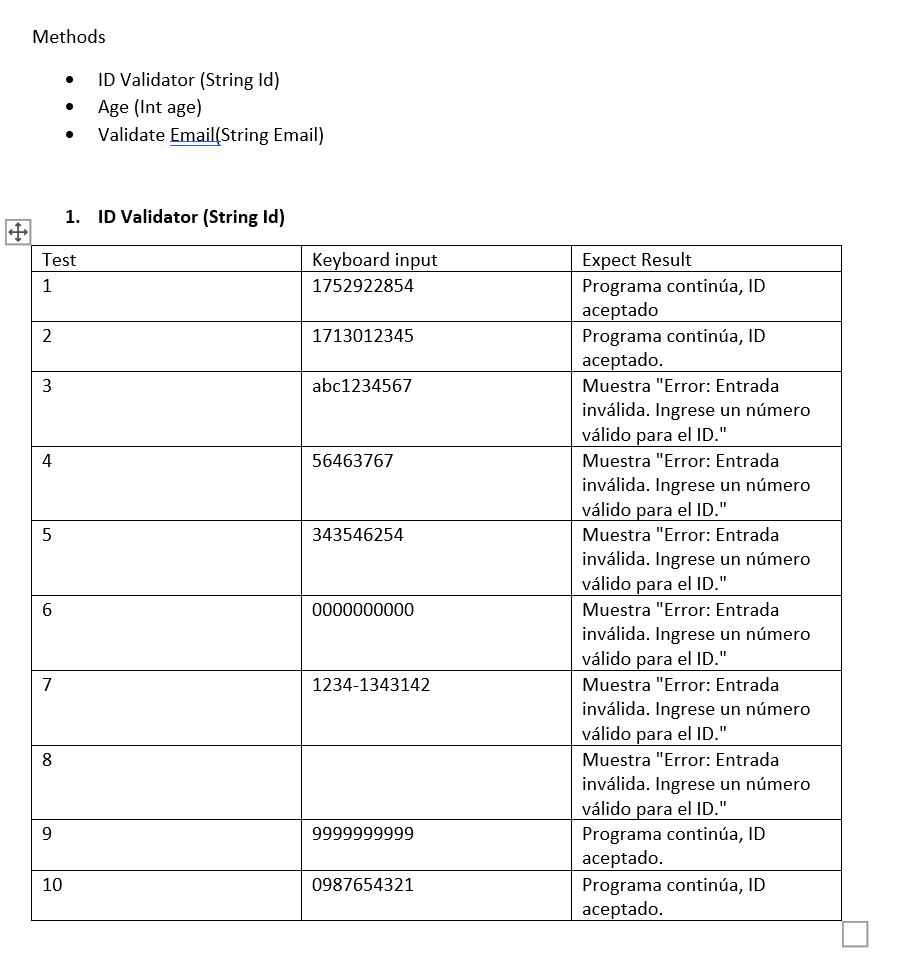 Methods
• ID Validator (String Id)
• Age (Int age)
• Validate Email(String Email)
1. ID Validator (String Id)
Test Keyboard input Expect Result
1 1752922854 Programa continúa, ID
aceptado
2 1713012345 Programa continúa, ID
aceptado.
3 abc1234567 Muestra "Error: Entrada
inválida. Ingrese un número
válido para el ID."
4 56463767 Muestra "Error: Entrada
inválida. Ingrese un número
válido para el ID."
5 343546254 Muestra "Error: Entrada
inválida. Ingrese un número
válido para el ID."
6 0000000000 Muestra "Error: Entrada
inválida. Ingrese un número
válido para el ID."
7 1234-1343142 Muestra "Error: Entrada
inválida. Ingrese un número
válido para el ID."
8 Muestra "Error: Entrada
inválida. Ingrese un número
válido para el ID."
9 9999999999 Programa continúa, ID
aceptado.
10 0987654321 Programa continúa, ID
aceptado.